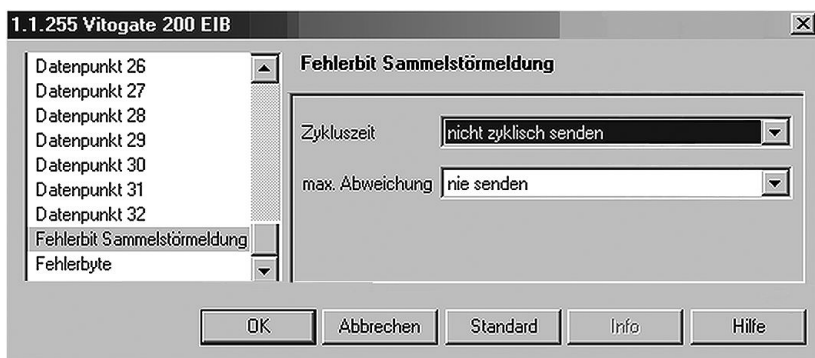 1.1.255 Vitogate 200 EIB
Datenpunkt 26
Datenpunkt 27
Datenpunkt 28
Datenpunkt 29
Datenpunkt 30
Datenpunkt 31
Datenpunkt 32
Fehlerbit Sammelstörmeldung
Fehlerbyte
Fehlerbit Sammelstörmeldung
Zykluszeit nicht zyklisch senden
max. Abweichung nie senden
OK Abbrechen Standard Info Hilfe